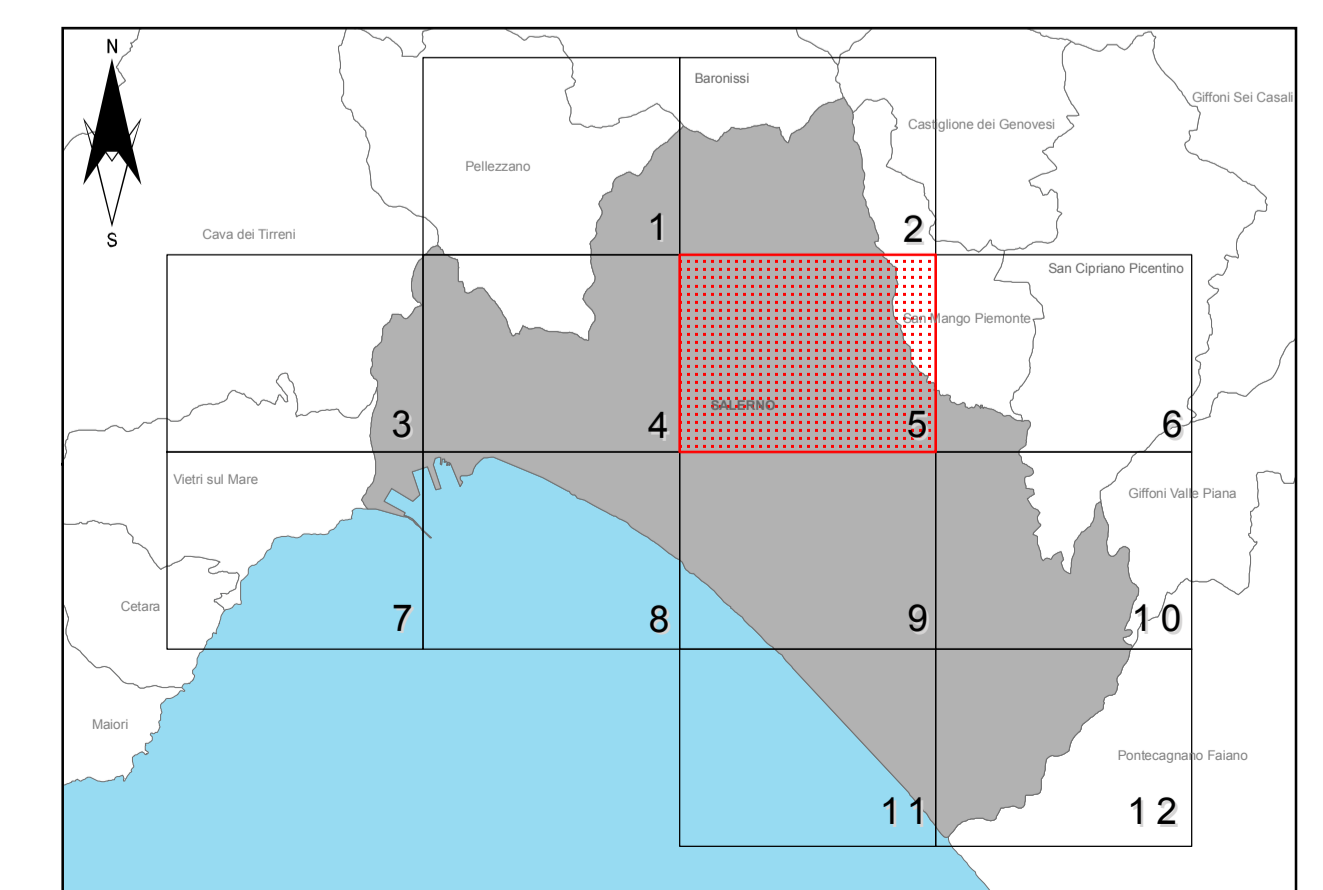 N
Baronissi
Giffoni Sei Casali
Castiglione dei Genovesi
Pellezzano
1
2
S
Cava dei Tirreni
San Cipriano Picentino
San Mango Piemonte
SALERNO
3
4
5
6
Vietri sul Mare
Giffoni Valle Piana
Cetara
7
8
9
10
Maiori
Pontecagnano Faiano
11
12